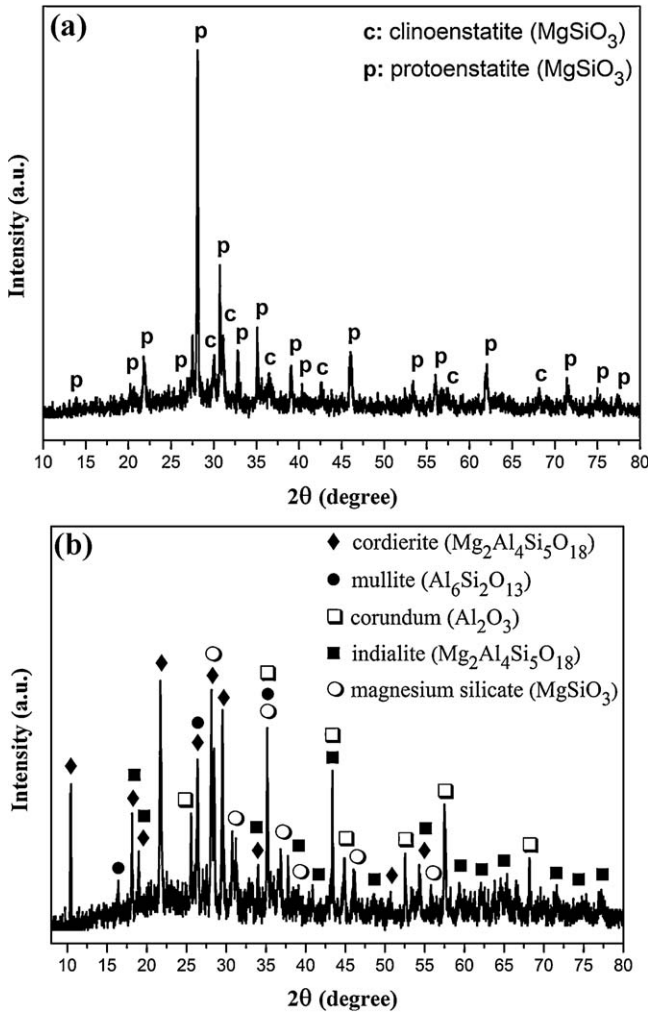 (a)
c: clinoenstatite (MgSiO₃)
p: protoenstatite (MgSiO₃)
p
p
c
p
c
p
p
p
p
p
p
p
c
p
p
c
p
p
c
p
c
p
p
p
Intensity (a.u.)
10 15 20 25 30 35 40 45 50 55 60 65 70 75 80
2θ (degree)
(b)
cordierite (Mg₂Al₄Si₅O₁₈)
mullite (Al₆Si₂O₁₃)
corundum (Al₂O₃)
indialite (Mg₂Al₄Si₅O₁₈)
magnesium silicate (MgSiO₃)
Intensity (a.u.)
10 15 20 25 30 35 40 45 50 55 60 65 70 75 80
2θ (degree)